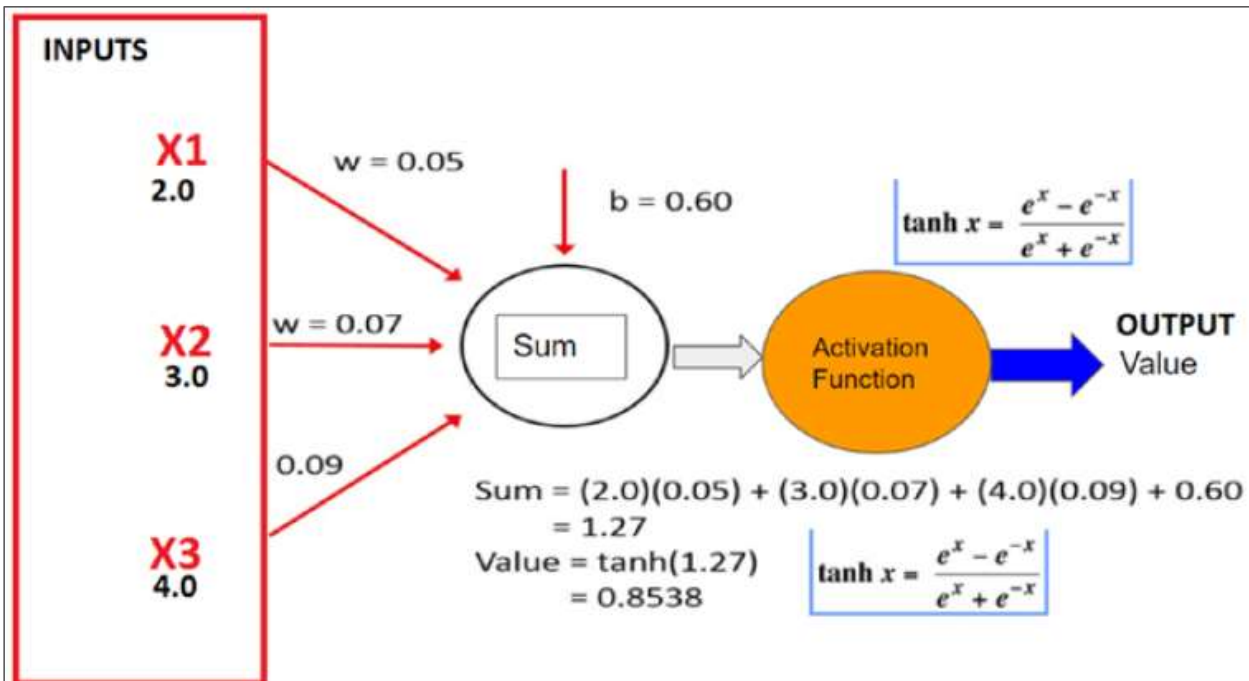 INPUTS
X1
2.0
w = 0.05
b = 0.60
tanh x = (e^x − e^−x) / (e^x + e^−x)
X2
3.0
w = 0.07
Sum
Activation
Function
OUTPUT
Value
0.09
X3
4.0
Sum = (2.0)(0.05) + (3.0)(0.07) + (4.0)(0.09) + 0.60
= 1.27
Value = tanh(1.27)
= 0.8538
tanh x = (e^x − e^−x) / (e^x + e^−x)